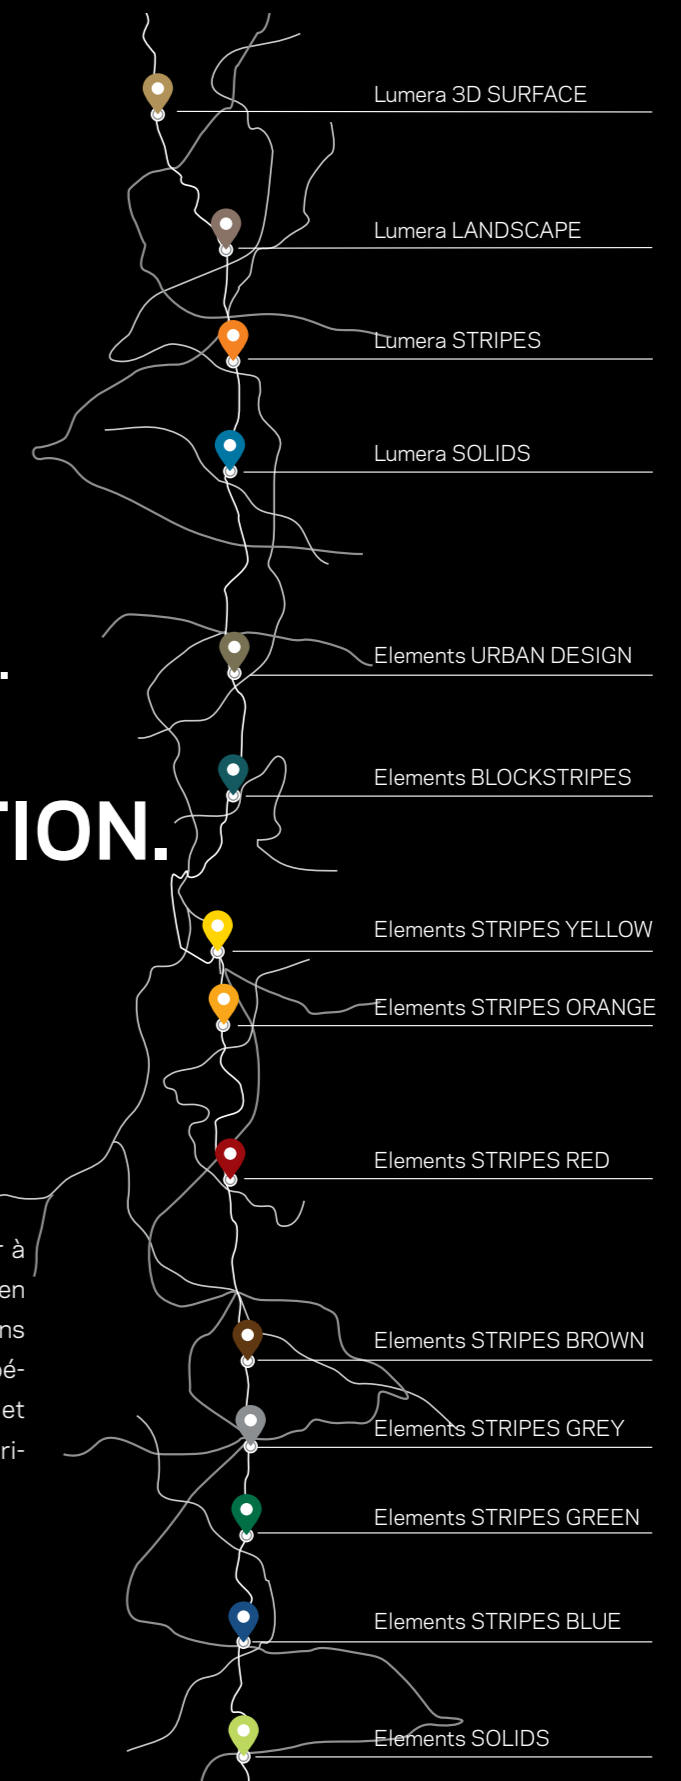 Lumera 3D SURFACE
Lumera LANDSCAPE
Lumera STRIPES
Lumera SOLIDS
Elements URBAN DESIGN
.
Elements BLOCKSTRIPES
TION.
Elements STRIPES YELLOW
Elements STRIPES ORANGE
Elements STRIPES RED
r à
en
ns
pé-
et
ri-
Elements STRIPES BROWN
Elements STRIPES GREY
Elements STRIPES GREEN
Elements STRIPES BLUE
Elements SOLIDS